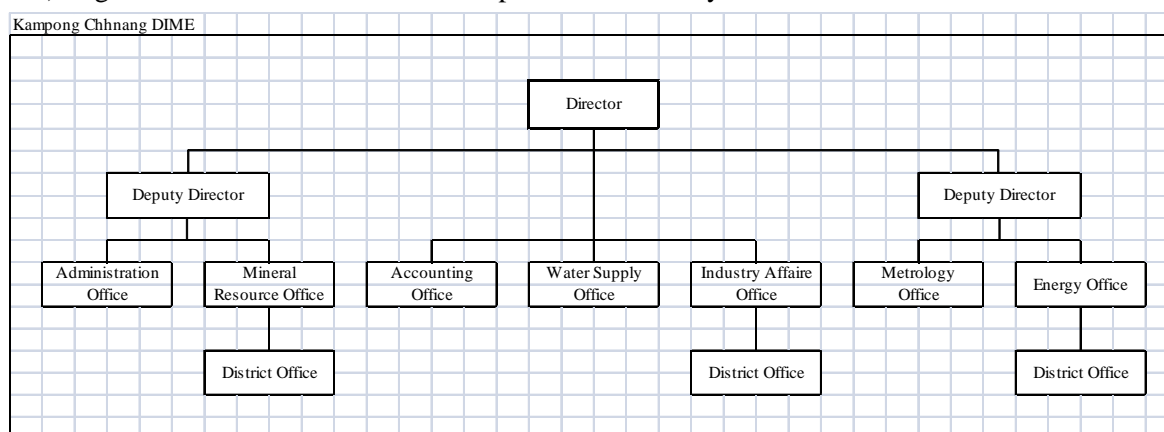 Kampong Chhnang DIME
Director
Deputy Director
Deputy Director
Administration
Office
Mineral
Resource Office
Accounting
Office
Water Supply
Office
Industry Affaire
Office
Metrology
Office
Energy Office
District Office
District Office
District Office